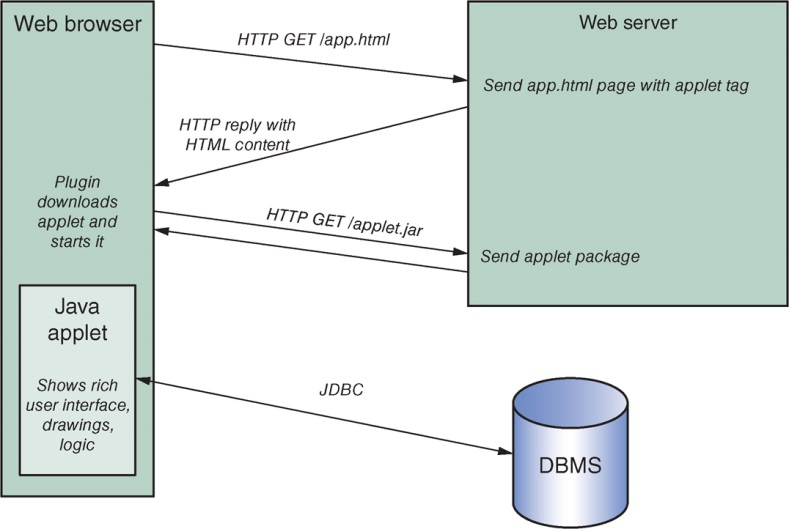 Web browser
Web server
HTTP GET /app.html
Send app.html page with applet tag
HTTP reply with
HTML content
Plugin
downloads
applet and
starts it
HTTP GET /applet.jar
Send applet package
Java
applet
Shows rich
user interface,
drawings,
logic
JDBC
DBMS